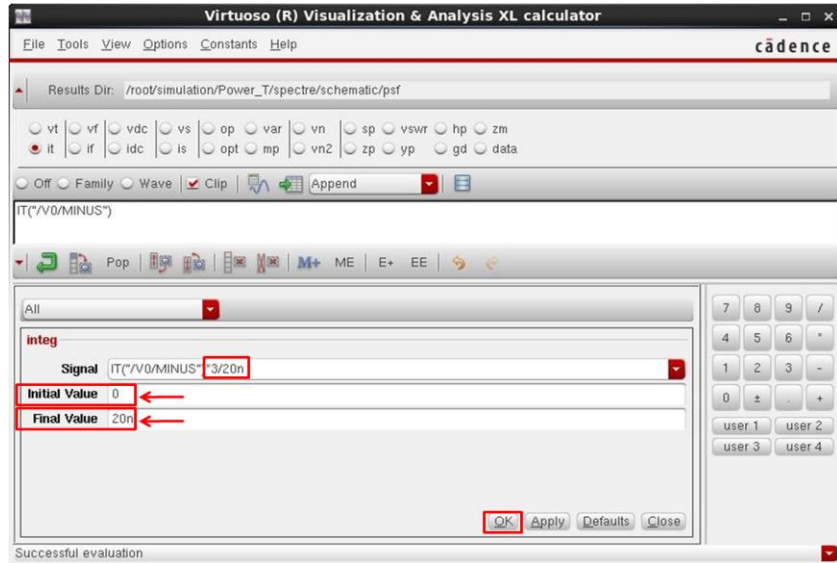 Virtuoso (R) Visualization & Analysis XL calculator
File Tools View Options Constants Help
cādence
Results Dir: /root/simulation/Power_T/spectre/schematic/psf
vt vf vdc vs op var vn sp vswr hp zm
it if idc is opt mp vn2 zp yp gd data
Off Family Wave Clip Append
IT("/V0/MINUS")
Pop M+ ME E+ EE
All
7 8 9 /
integ
4 5 6 *
Signal IT("/V0/MINUS")*3/20n
1 2 3 -
Initial Value 0
0 ± . +
Final Value 20n
user 1 user 2
user 3 user 4
OK Apply Defaults Close
Successful evaluation